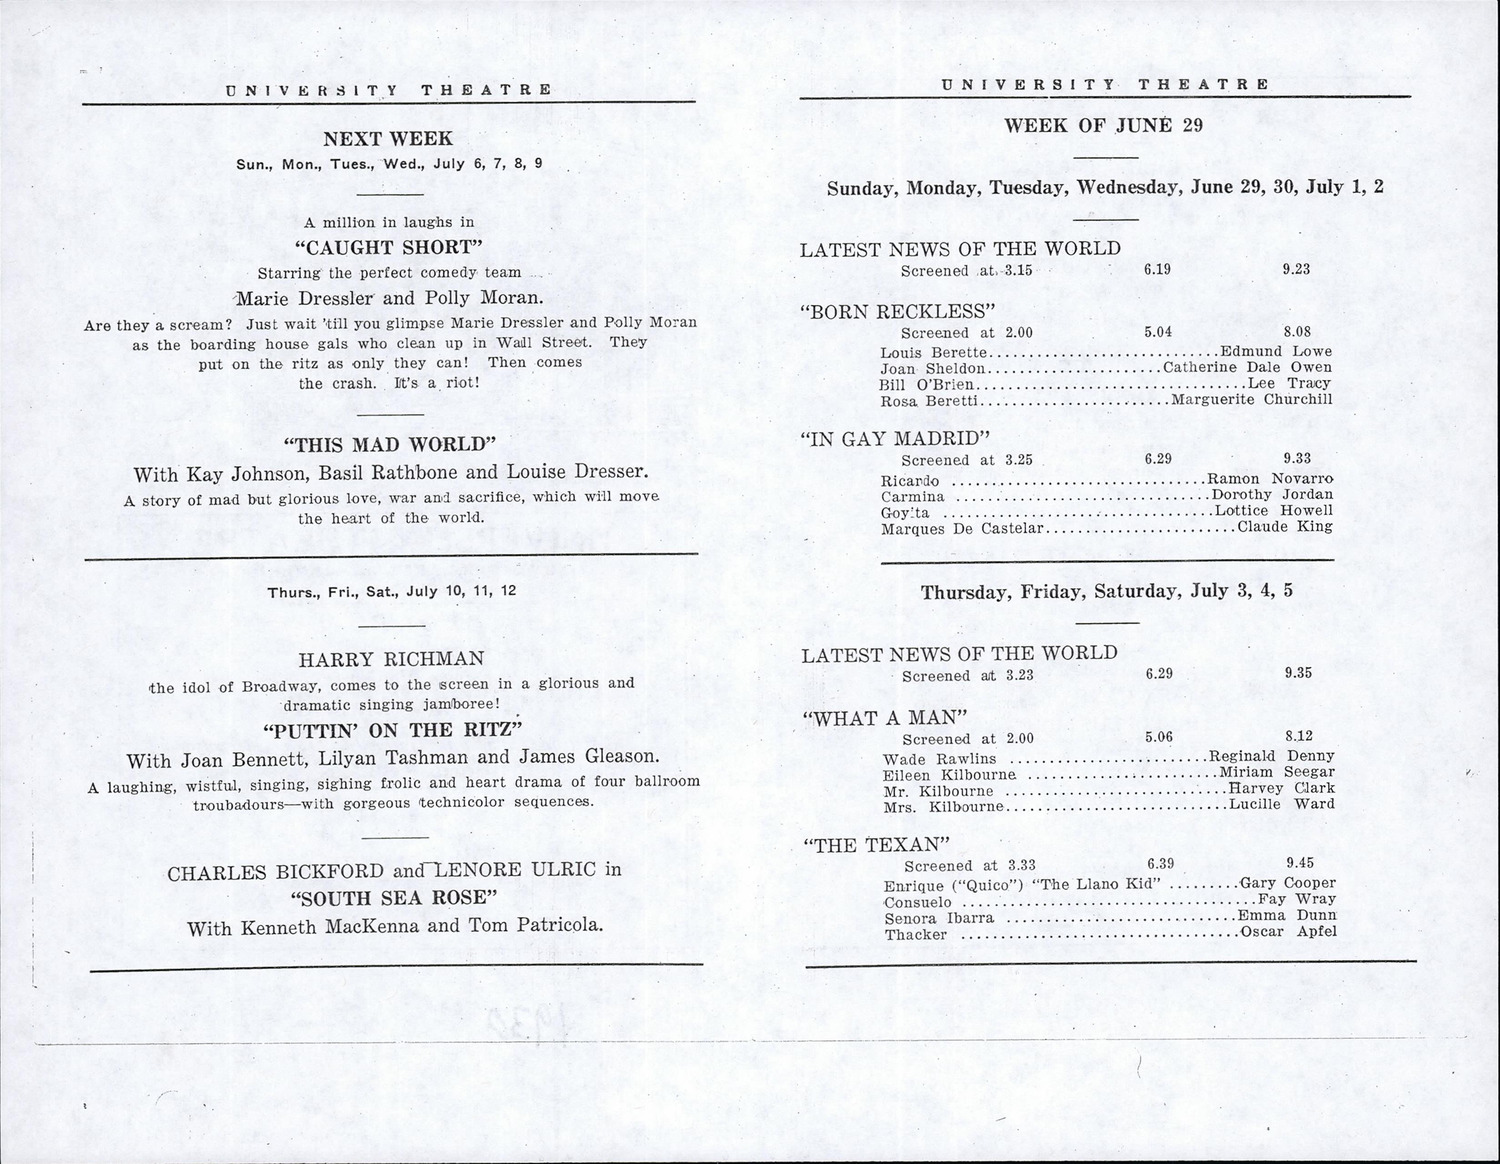 UNIVERSITY THEATRE
NEXT WEEK
Sun., Mon., Tues., Wed., July 6, 7, 8, 9
A million in laughs in
“CAUGHT SHORT”
Starring the perfect comedy team
Marie Dressler and Polly Moran.
Are they a scream? Just wait 'till you glimpse Marie Dressler and Polly Moran
as the boarding house gals who clean up in Wall Street. They
put on the ritz as only they can! Then comes
the crash. It's a riot!
“THIS MAD WORLD”
With Kay Johnson, Basil Rathbone and Louise Dresser.
A story of mad but glorious love, war and sacrifice, which will move
the heart of the world.
Thurs., Fri., Sat., July 10, 11, 12
HARRY RICHMAN
the idol of Broadway, comes to the screen in a glorious and
dramatic singing jamboree!
“PUTTIN' ON THE RITZ”
With Joan Bennett, Lilyan Tashman and James Gleason.
A laughing, wistful, singing, sighing frolic and heart drama of four ballroom
troubadours—with gorgeous technicolor sequences.
CHARLES BICKFORD and LENORE ULRIC in
“SOUTH SEA ROSE”
With Kenneth MacKenna and Tom Patricola.
1930
UNIVERSITY THEATRE
WEEK OF JUNE 29
Sunday, Monday, Tuesday, Wednesday, June 29, 30, July 1, 2
LATEST NEWS OF THE WORLD
Screened at 3.15 6.19 9.23
“BORN RECKLESS”
Screened at 2.00 5.04 8.08
Louis Berette............................Edmund Lowe
Joan Sheldon.....................Catherine Dale Owen
Bill O'Brien.................................Lee Tracy
Rosa Beretti.......................Marguerite Churchill
“IN GAY MADRID”
Screened at 3.25 6.29 9.33
Ricardo ...............................Ramon Novarro
Carmina ...............................Dorothy Jordan
Goyita .................................Lottice Howell
Marques De Castelar.......................Claude King
Thursday, Friday, Saturday, July 3, 4, 5
LATEST NEWS OF THE WORLD
Screened at 3.23 6.29 9.35
“WHAT A MAN”
Screened at 2.00 5.06 8.12
Wade Rawlins ........................Reginald Denny
Eileen Kilbourne .......................Miriam Seegar
Mr. Kilbourne ...........................Harvey Clark
Mrs. Kilbourne...........................Lucille Ward
“THE TEXAN”
Screened at 3.33 6.39 9.45
Enrique (“Quico”) “The Llano Kid” .........Gary Cooper
Consuelo ....................................Fay Wray
Senora Ibarra ............................Emma Dunn
Thacker ..................................Oscar Apfel